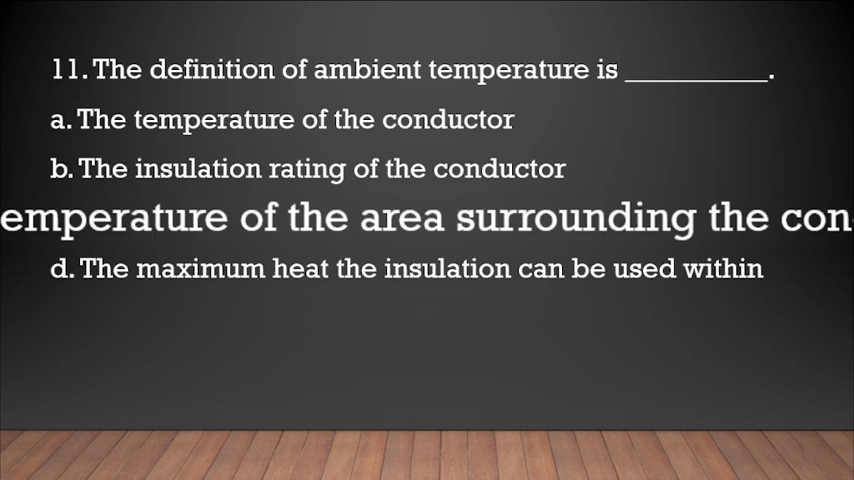 11. The definition of ambient temperature is __________.
a. The temperature of the conductor
b. The insulation rating of the conductor
emperature of the area surrounding the con
d. The maximum heat the insulation can be used within